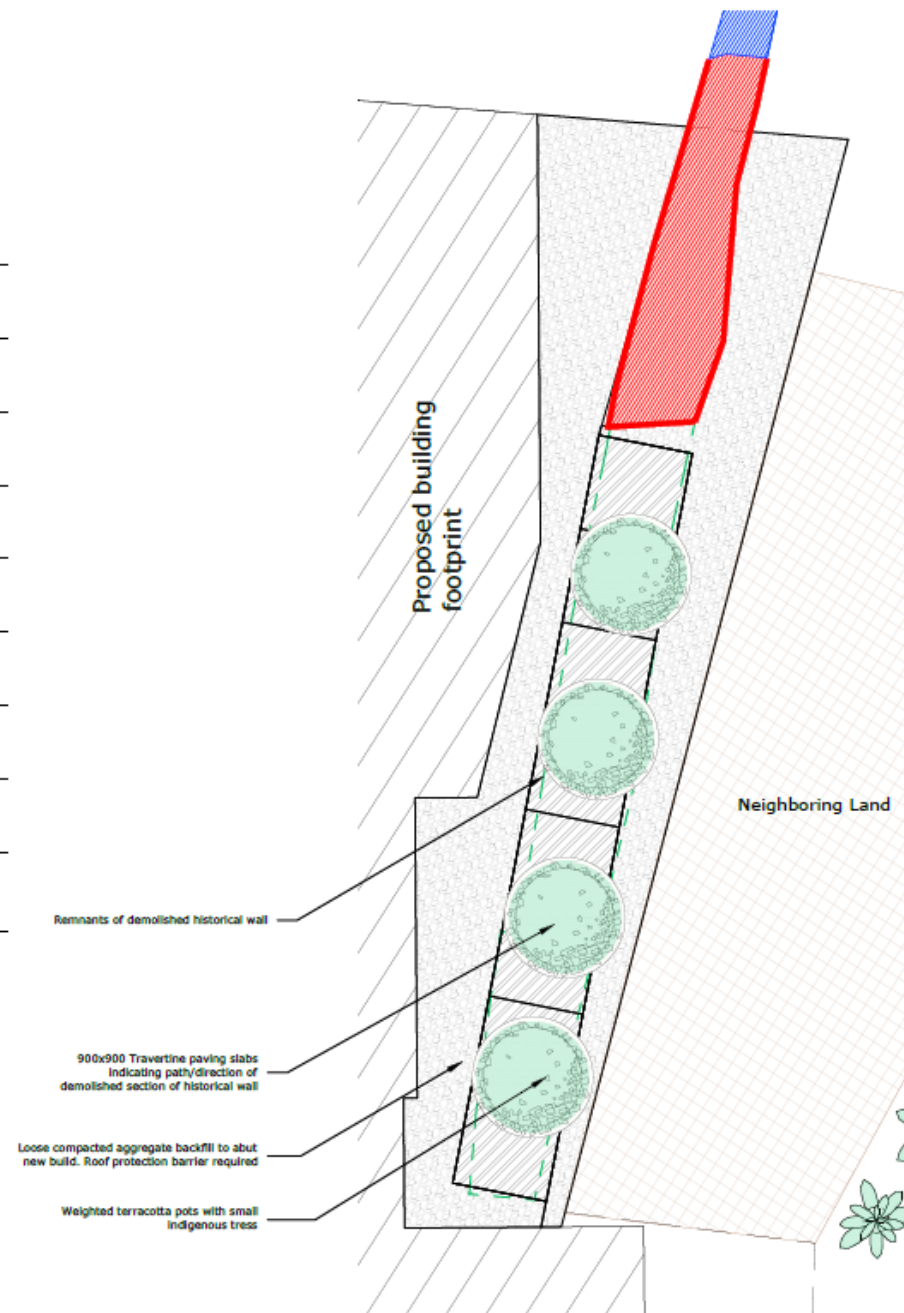 Proposed building
footprint
Neighboring Land
Remnants of demolished historical wall
900x900 Travertine paving slabs
indicating path/direction of
demolished section of historical wall
Loose compacted aggregate backfill to abut
new build. Roof protection barrier required
Weighted terracotta pots with small
indigenous tress